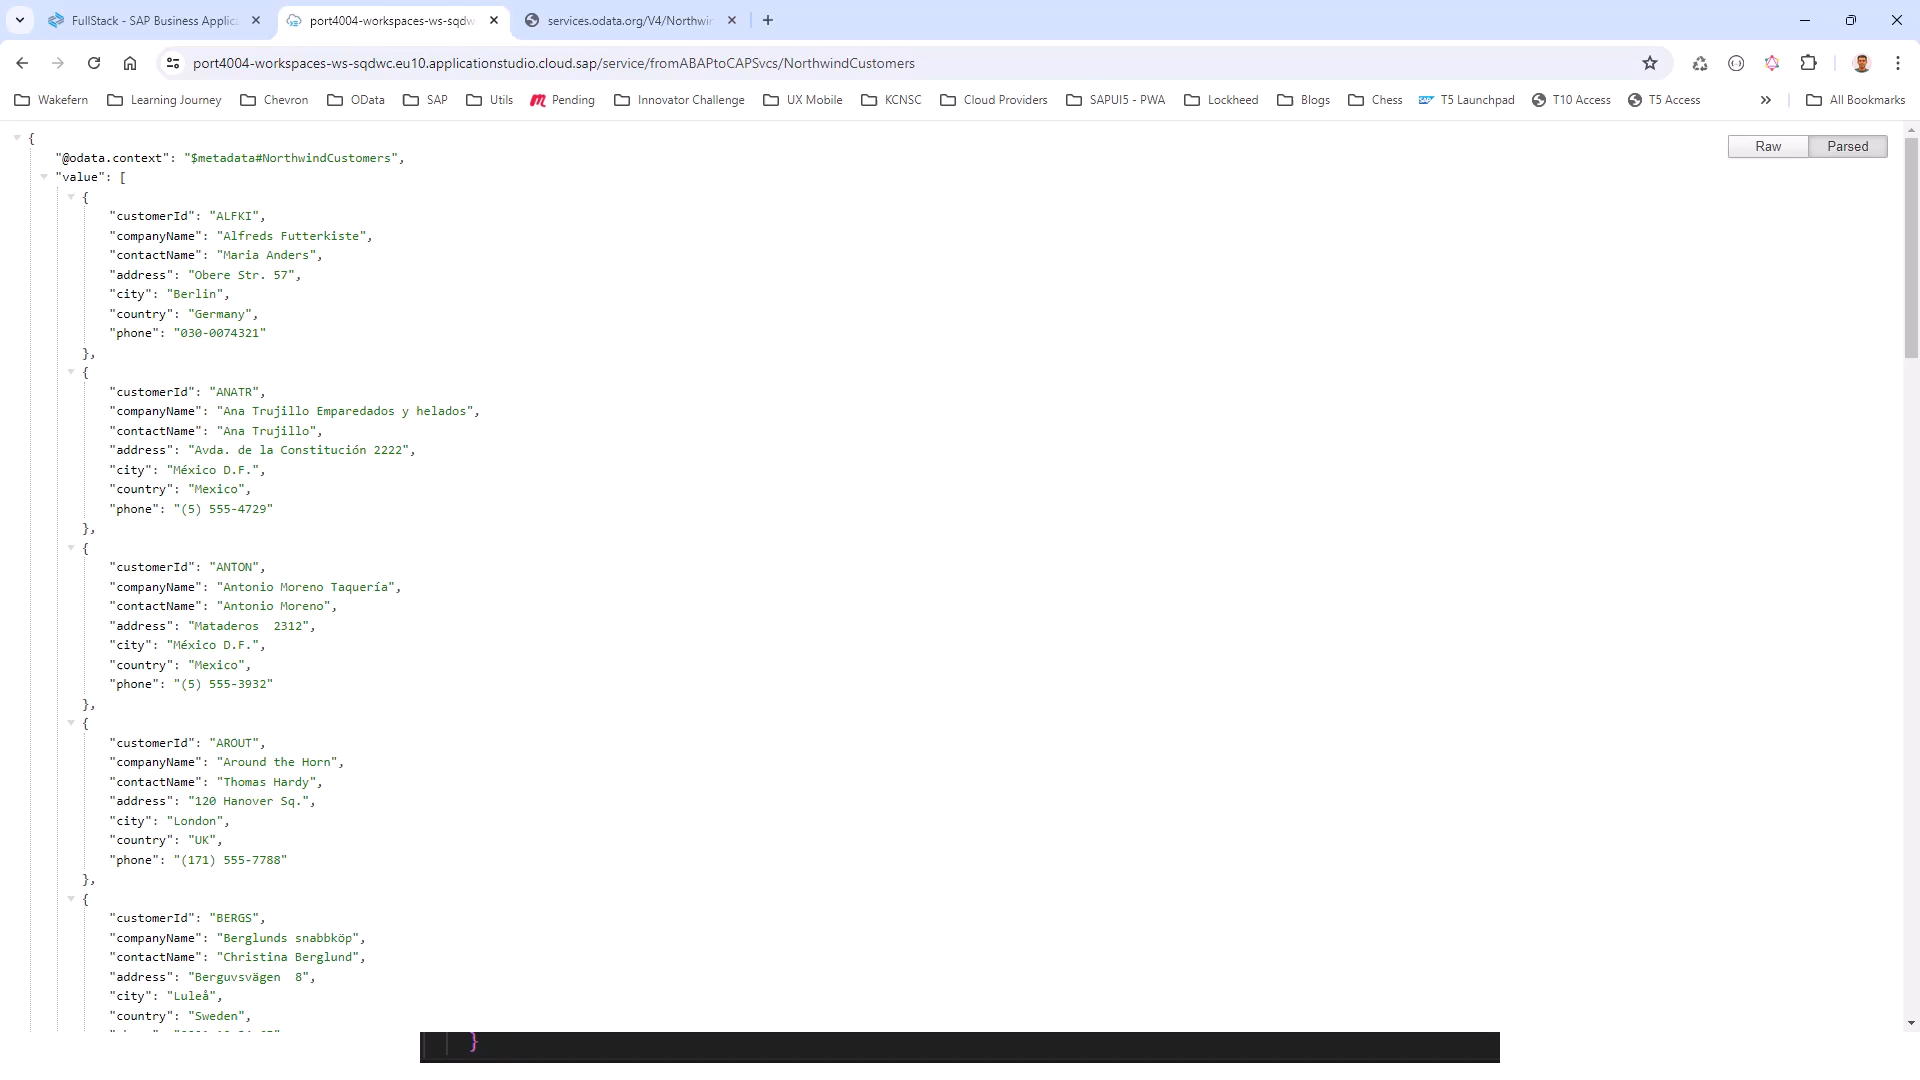 FullStack - SAP Business Applica
port4004-workspaces-ws-sqdw
services.odata.org/V4/Northwin
port4004-workspaces-ws-sqdwc.eu10.applicationstudio.cloud.sap/service/fromABAPtoCAPSvcs/NorthwindCustomers
Wakefern Learning Journey Chevron OData SAP Utils Pending Innovator Challenge UX Mobile KCNSC Cloud Providers SAPUI5 - PWA Lockheed Blogs Chess T5 Launchpad T10 Access T5 Access » All Bookmarks
Raw Parsed
{
"@odata.context": "$metadata#NorthwindCustomers",
"value": [
{
"customerId": "ALFKI",
"companyName": "Alfreds Futterkiste",
"contactName": "Maria Anders",
"address": "Obere Str. 57",
"city": "Berlin",
"country": "Germany",
"phone": "030-0074321"
},
{
"customerId": "ANATR",
"companyName": "Ana Trujillo Emparedados y helados",
"contactName": "Ana Trujillo",
"address": "Avda. de la Constitución 2222",
"city": "México D.F.",
"country": "Mexico",
"phone": "(5) 555-4729"
},
{
"customerId": "ANTON",
"companyName": "Antonio Moreno Taquería",
"contactName": "Antonio Moreno",
"address": "Mataderos  2312",
"city": "México D.F.",
"country": "Mexico",
"phone": "(5) 555-3932"
},
{
"customerId": "AROUT",
"companyName": "Around the Horn",
"contactName": "Thomas Hardy",
"address": "120 Hanover Sq.",
"city": "London",
"country": "UK",
"phone": "(171) 555-7788"
},
{
"customerId": "BERGS",
"companyName": "Berglunds snabbköp",
"contactName": "Christina Berglund",
"address": "Berguvsvägen  8",
"city": "Luleå",
"country": "Sweden",
}